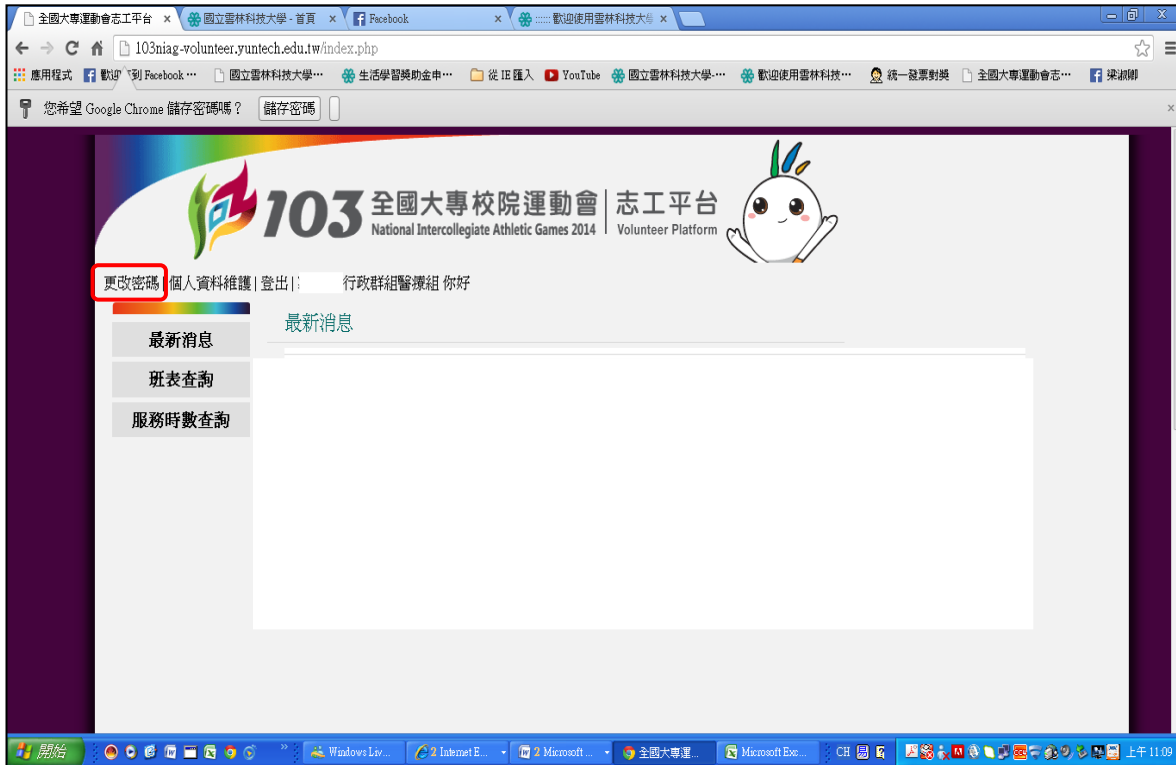 全國大專運動會志工平台 國立雲林科技大學 - 首頁 Facebook :::::: 歡迎使用雲林科技大
103niag-volunteer.yuntech.edu.tw/index.php
應用程式 歡迎 到 Facebook ⋯ 國立雲林科技大學⋯ 生活學習獎助金申⋯ 從 IE 匯入 YouTube 國立雲林科技大學-⋯ 歡迎使用雲林科技⋯ 統一發票對獎 全國大專運動會志⋯ 梁淑卿
您希望 Google Chrome 儲存密碼嗎？ 儲存密碼
103 全國大專校院運動會 志工平台
National Intercollegiate Athletic Games 2014 Volunteer Platform
更改密碼 | 個人資料維護 | 登出 | 行政群組醫療組 你好
最新消息
最新消息
班表查詢
服務時數查詢
開始 Windows Liv... 2 Internet E... 2 Microsoft ... 全國大專運... Microsoft Exc... CH 上午 11:09